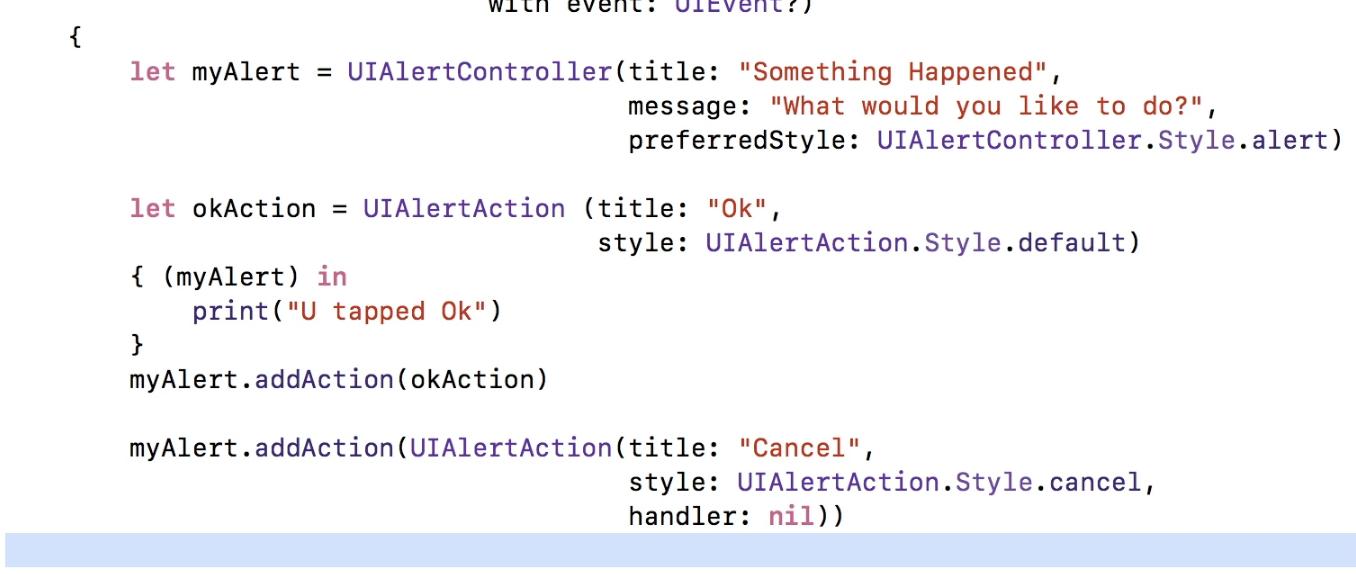 with event: UIEvent?)
{
let myAlert = UIAlertController(title: "Something Happened",
message: "What would you like to do?",
preferredStyle: UIAlertController.Style.alert)
let okAction = UIAlertAction (title: "Ok",
style: UIAlertAction.Style.default)
{ (myAlert) in
print("U tapped Ok")
}
myAlert.addAction(okAction)
myAlert.addAction(UIAlertAction(title: "Cancel",
style: UIAlertAction.Style.cancel,
handler: nil))